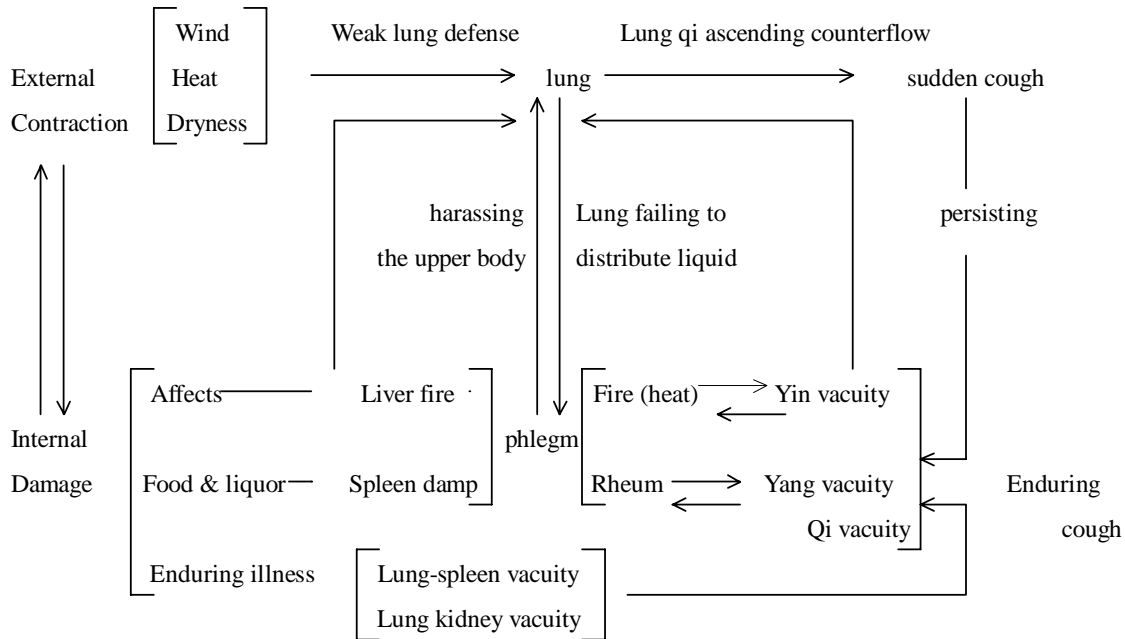 Wind
Weak lung defense
Lung qi ascending counterflow
External
Heat
lung
sudden cough
Contraction
Dryness
harassing
Lung failing to
persisting
the upper body
distribute liquid
Affects
Liver fire
Fire (heat)
Yin vacuity
Internal
phlegm
Damage
Food & liquor
Spleen damp
Rheum
Yang vacuity
Enduring
Qi vacuity
cough
Enduring illness
Lung-spleen vacuity
Lung kidney vacuity